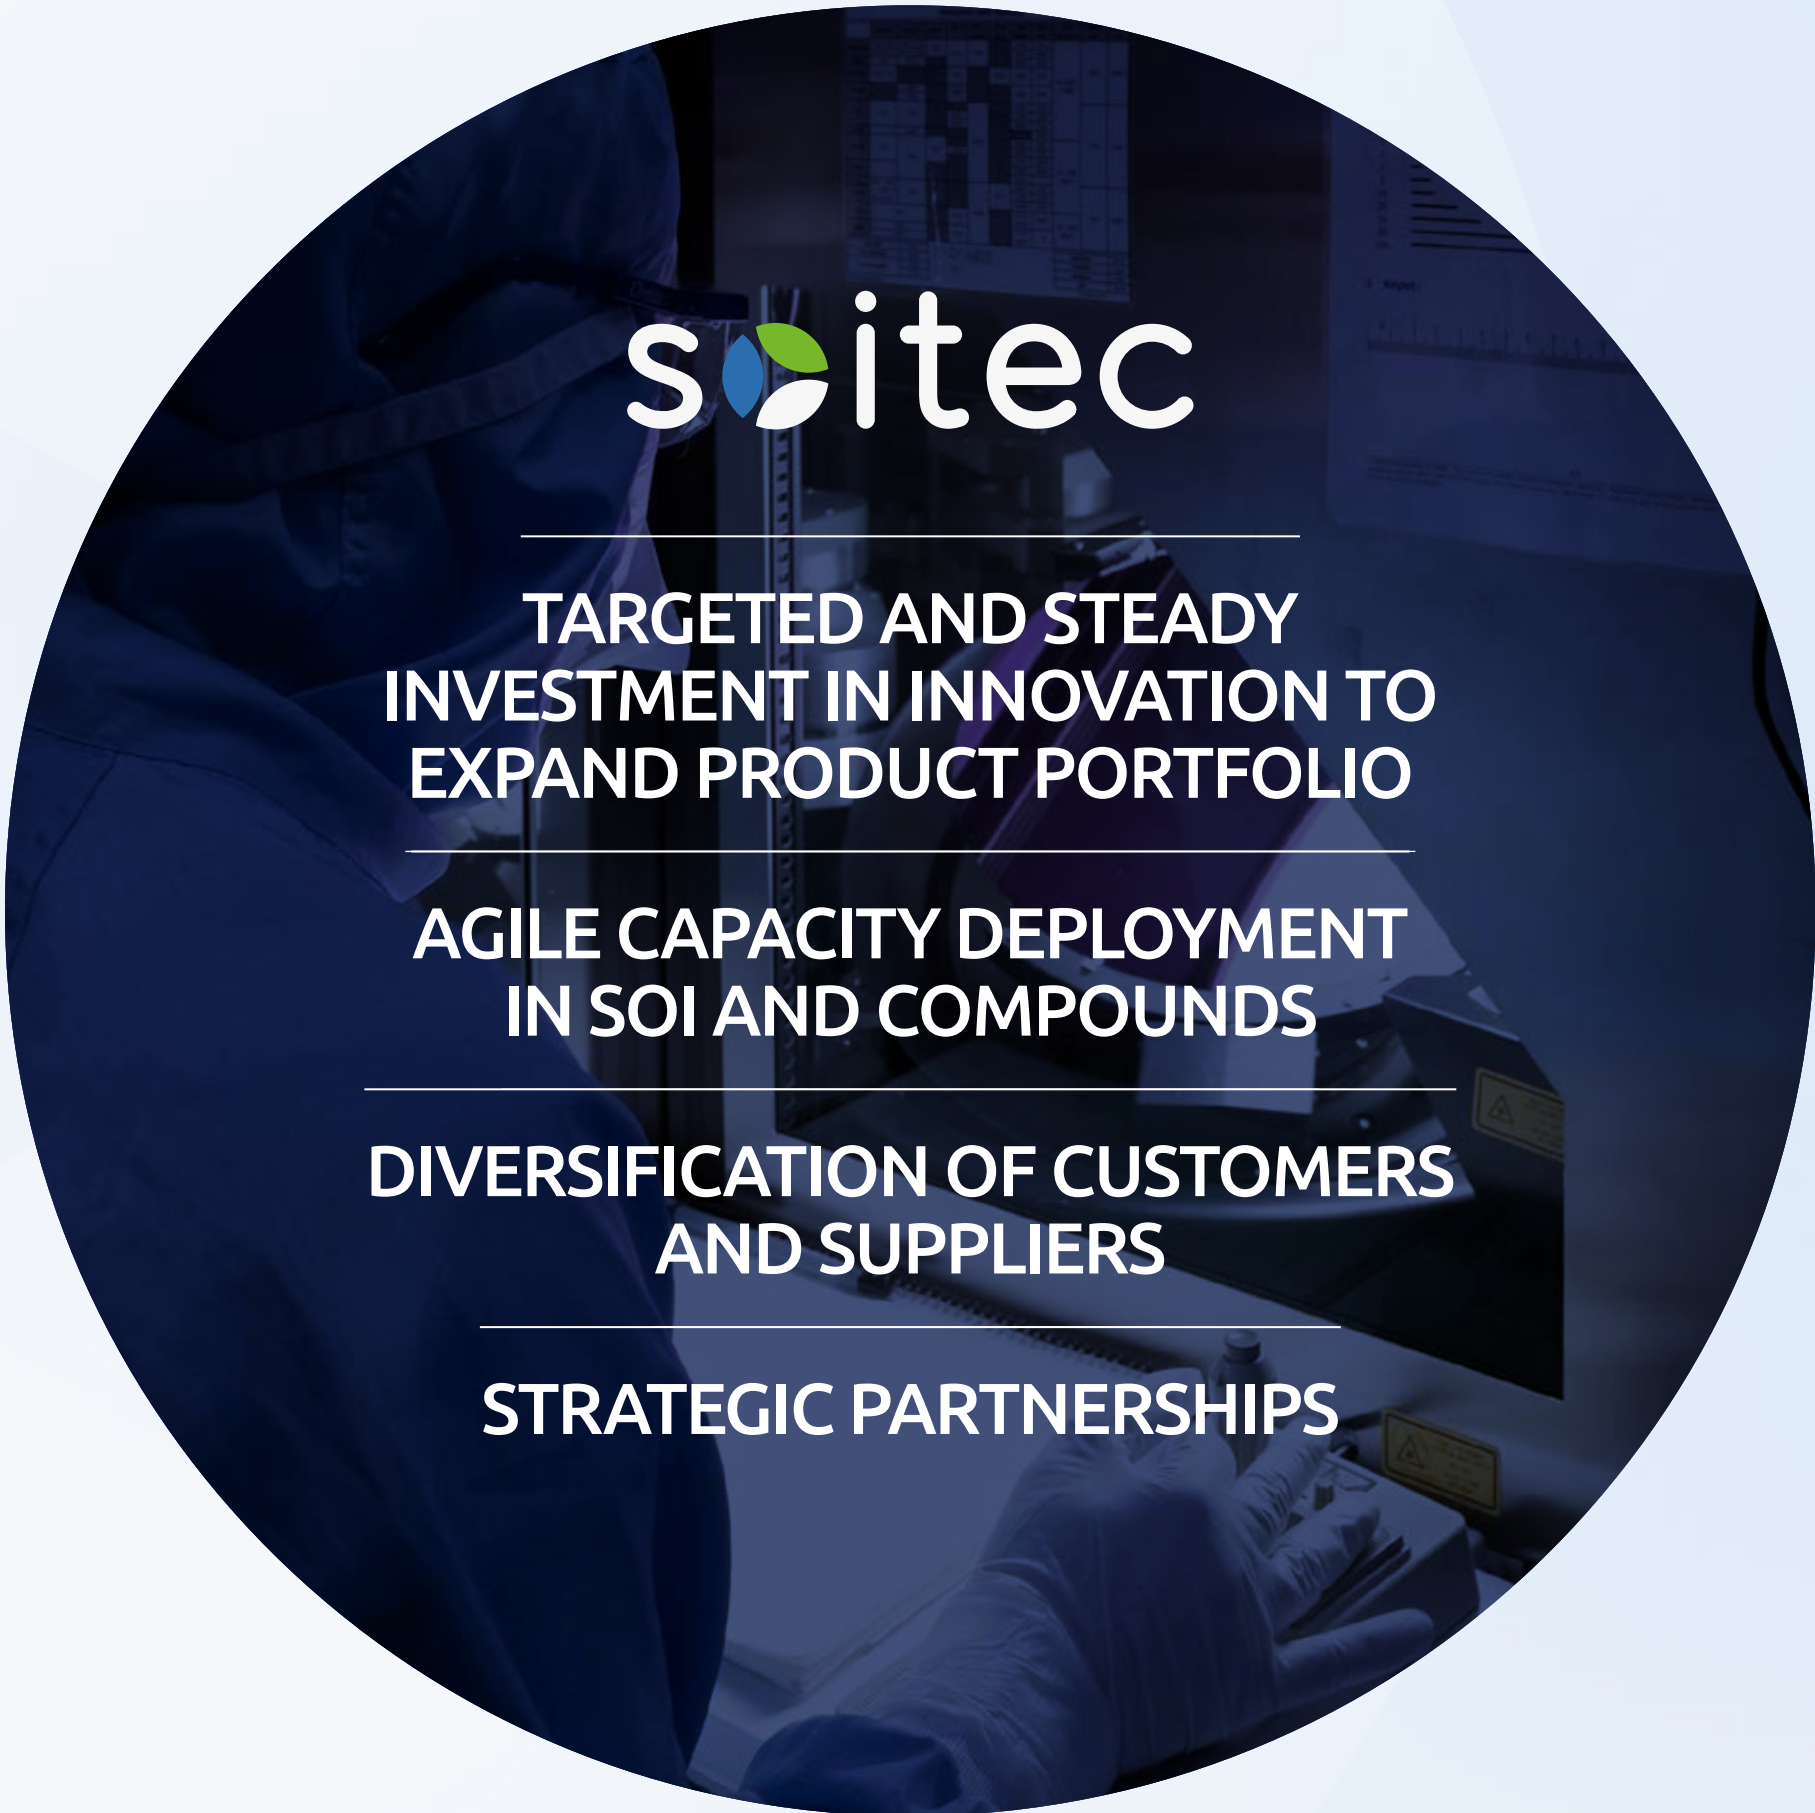 soitec
TARGETED AND STEADY
INVESTMENT IN INNOVATION TO
EXPAND PRODUCT PORTFOLIO
AGILE CAPACITY DEPLOYMENT
IN SOI AND COMPOUNDS
DIVERSIFICATION OF CUSTOMERS
AND SUPPLIERS
STRATEGIC PARTNERSHIPS